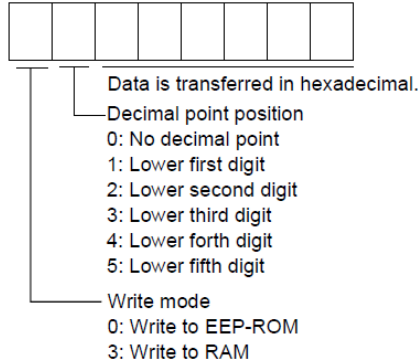 Data is transferred in hexadecimal.
Decimal point position
0: No decimal point
1: Lower first digit
2: Lower second digit
3: Lower third digit
4: Lower forth digit
5: Lower fifth digit
Write mode
0: Write to EEP-ROM
3: Write to RAM